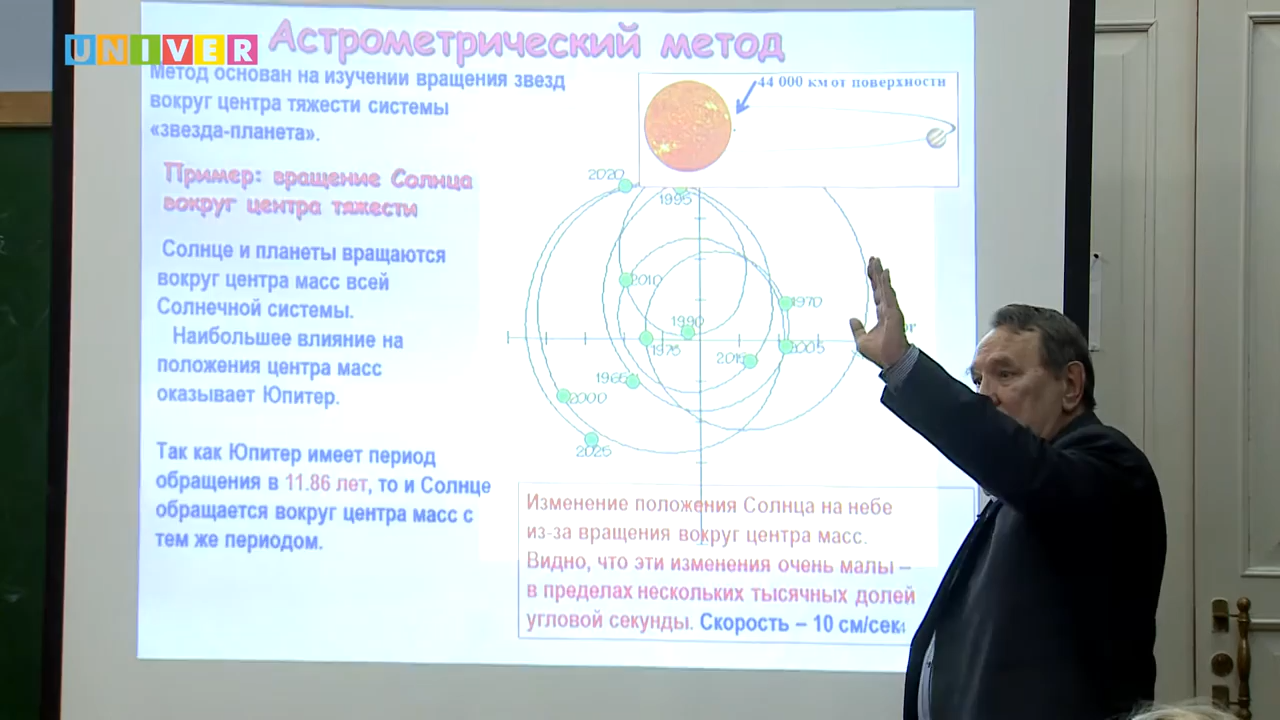 UNIVER
Астрометрический метод
Метод основан на изучении вращения звезд
вокруг центра тяжести системы
«звезда-планета».
44 000 км от поверхности
Пример: вращение Солнца
вокруг центра тяжести
Солнце и планеты вращаются
вокруг центра масс всей
Солнечной системы.
Наибольшее влияние на
положения центра масс
оказывает Юпитер.
Так как Юпитер имеет период
обращения в 11.86 лет, то и Солнце
обращается вокруг центра масс с
тем же периодом.
2020
1995
2010
1970
1990
1975
2015
2005
1965
2000
2025
Изменение положения Солнца на небе
из-за вращения вокруг центра масс.
Видно, что эти изменения очень малы –
в пределах нескольких тысячных долей
угловой секунды. Скорость – 10 см/сек